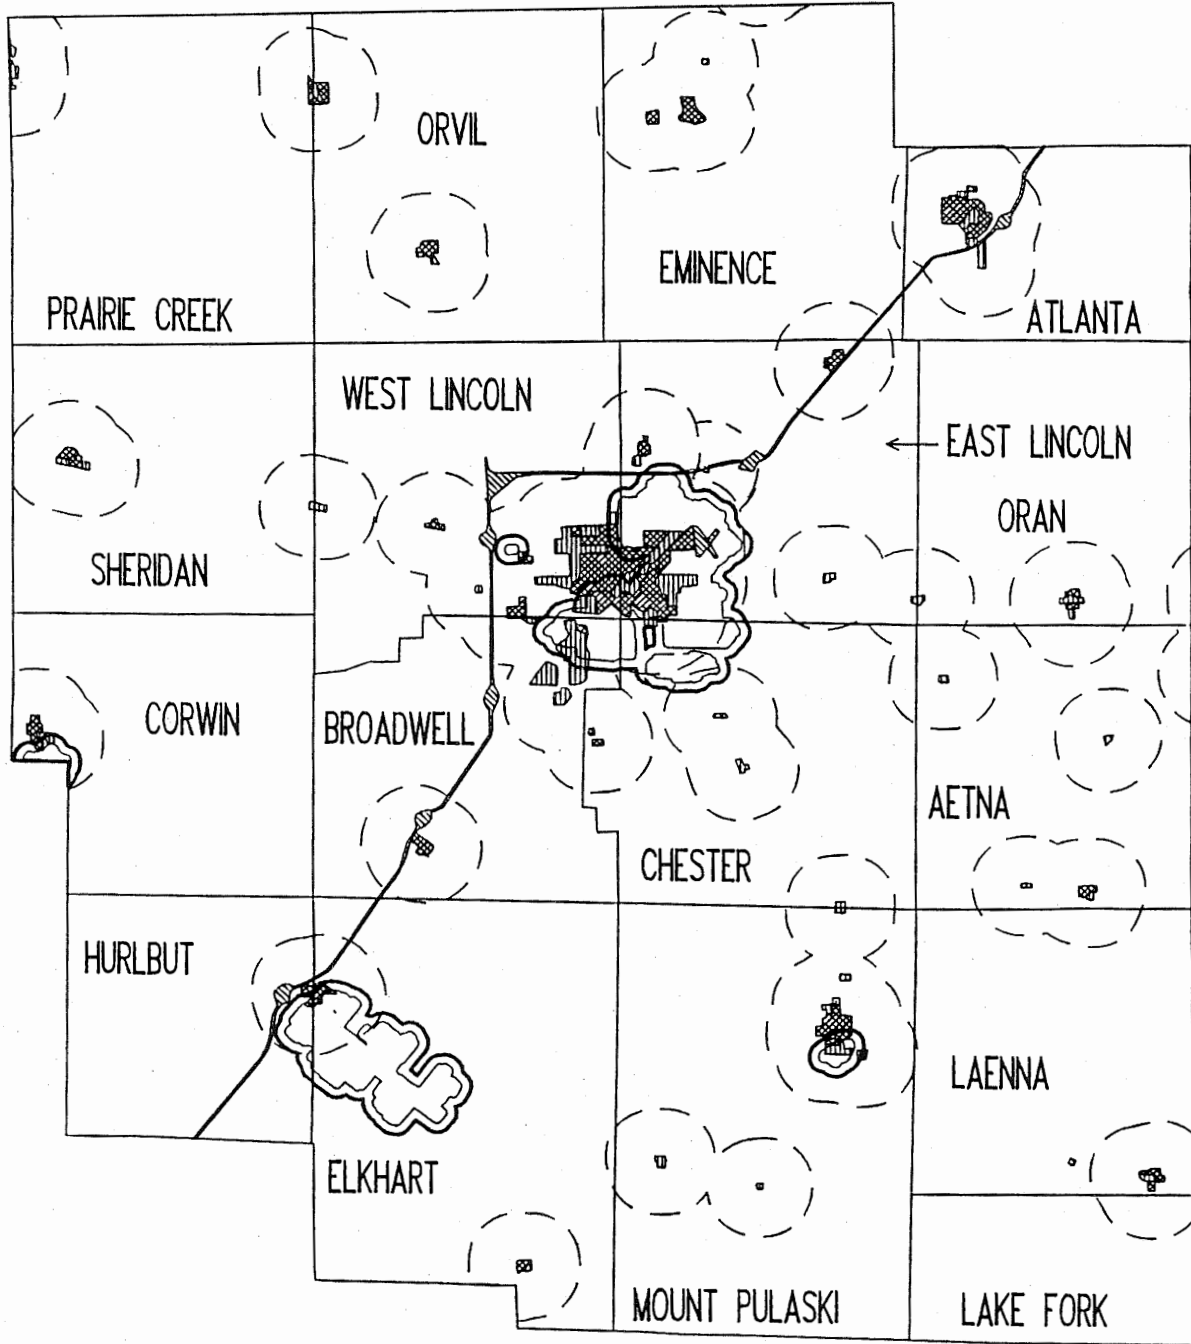 ORVIL
EMINENCE
PRAIRIE CREEK
ATLANTA
WEST LINCOLN
EAST LINCOLN
ORAN
SHERIDAN
CORWIN
BROADWELL
AETNA
CHESTER
HURLBUT
LAENNA
ELKHART
MOUNT PULASKI
LAKE FORK